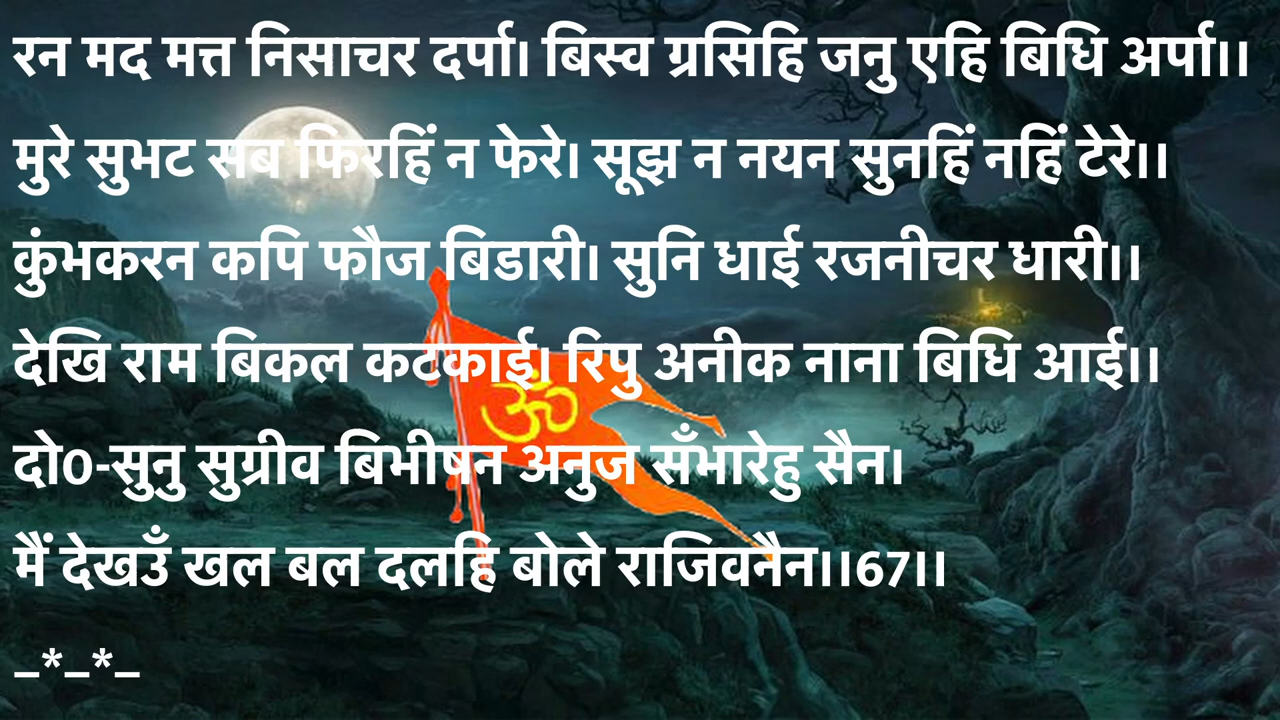 रन मद मत्त निसाचर दर्पा। बिस्व ग्रसिहि जनु एहि बिधि अर्पा।।
मुरे सुभट सब फिरहिं न फेरे। सूझ न नयन सुनहिं नहिं टेरे।।
कुंभकरन कपि फौज बिडारी। सुनि धाई रजनीचर धारी।।
देखि राम बिकल कटकाई। रिपु अनीक नाना बिधि आई।।
दो0-सुनु सुग्रीव बिभीषन अनुज सँभारेहु सैन।
मैं देखउँ खल बल दलहि बोले राजिवनैन।।67।।
_*_*_
ॐ